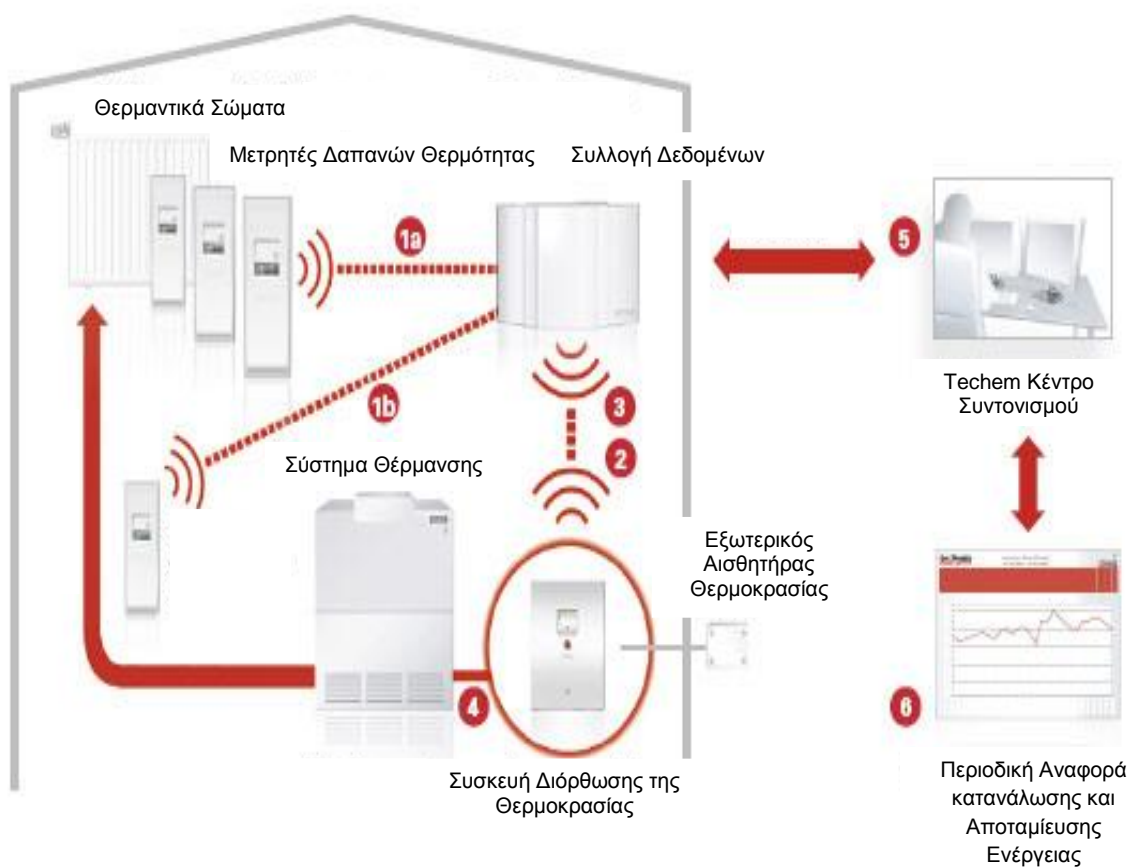 Θερμαντικά Σώματα
Μετρητές Δαπανών Θερμότητας
Συλλογή Δεδομένων
1a
5
1b
3
2
Techem Κέντρο
Συντονισμού
Σύστημα Θέρμανσης
Εξωτερικός
Αισθητήρας
Θερμοκρασίας
4
6
Συσκευή Διόρθωσης της
Θερμοκρασίας
Περιοδική Αναφορά
κατανάλωσης και
Αποταμίευσης
Ενέργειας